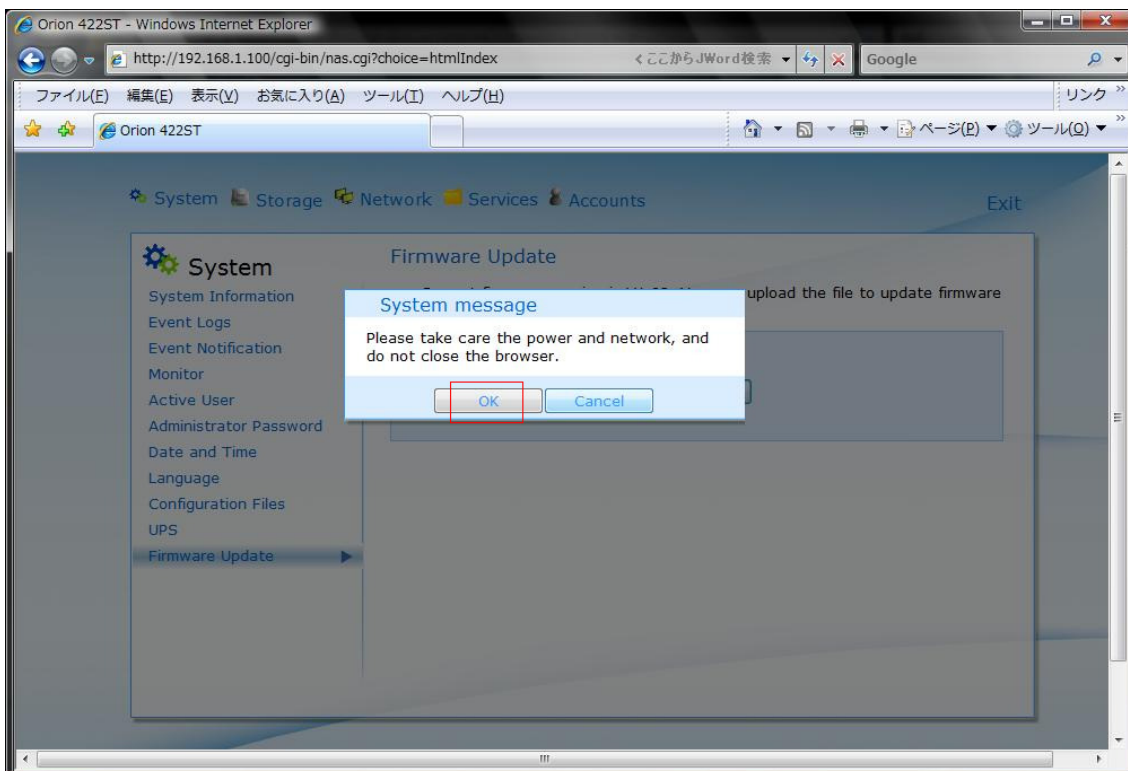 Orion 422ST - Windows Internet Explorer
http://192.168.1.100/cgi-bin/nas.cgi?choice=htmlIndex くここからJWord検索 Google
ファイル(F) 編集(E) 表示(V) お気に入り(A) ツール(T) ヘルプ(H) リンク »
Orion 422ST ページ(P) ツール(O) »
System Storage Network Services Accounts Exit
System
Firmware Update
System Information
upload the file to update firmware
Event Logs
Event Notification
Monitor
Active User
Administrator Password
Date and Time
Language
Configuration Files
UPS
Firmware Update
System message
Please take care the power and network, and
do not close the browser.
OK Cancel